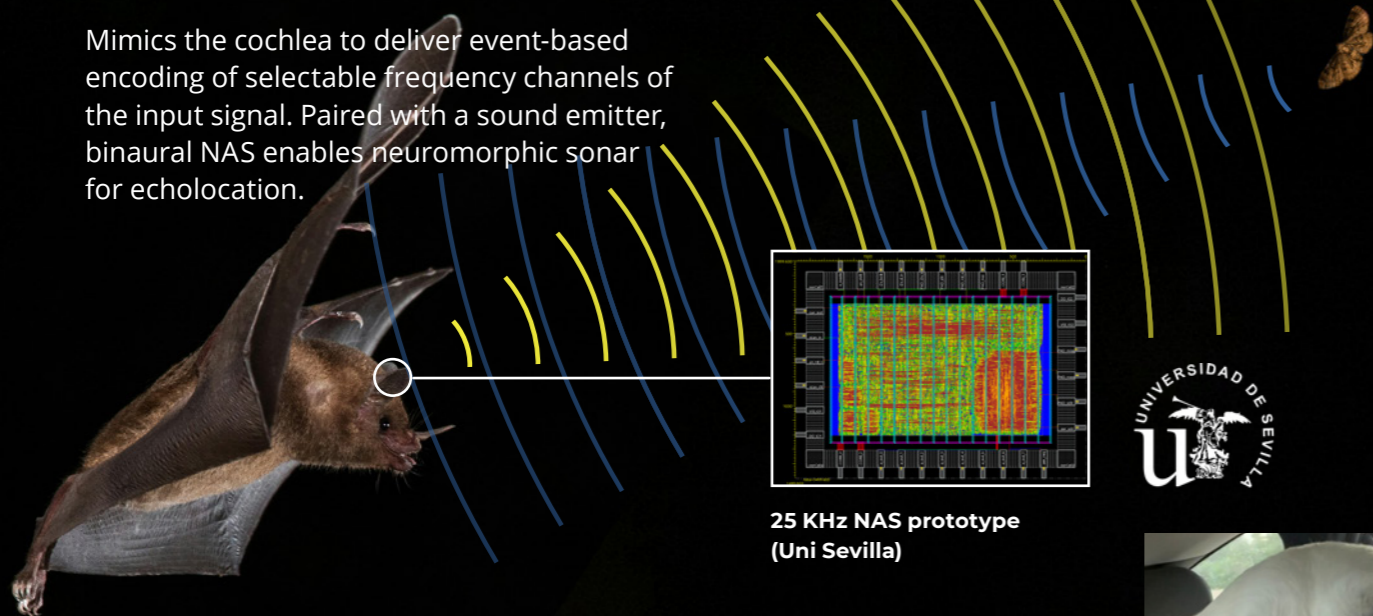 Mimics the cochlea to deliver event-based
encoding of selectable frequency channels of
the input signal. Paired with a sound emitter,
binaural NAS enables neuromorphic sonar
for echolocation.
25 KHz NAS prototype
(Uni Sevilla)
UNIVERSIDAD DE SEVILLA
u